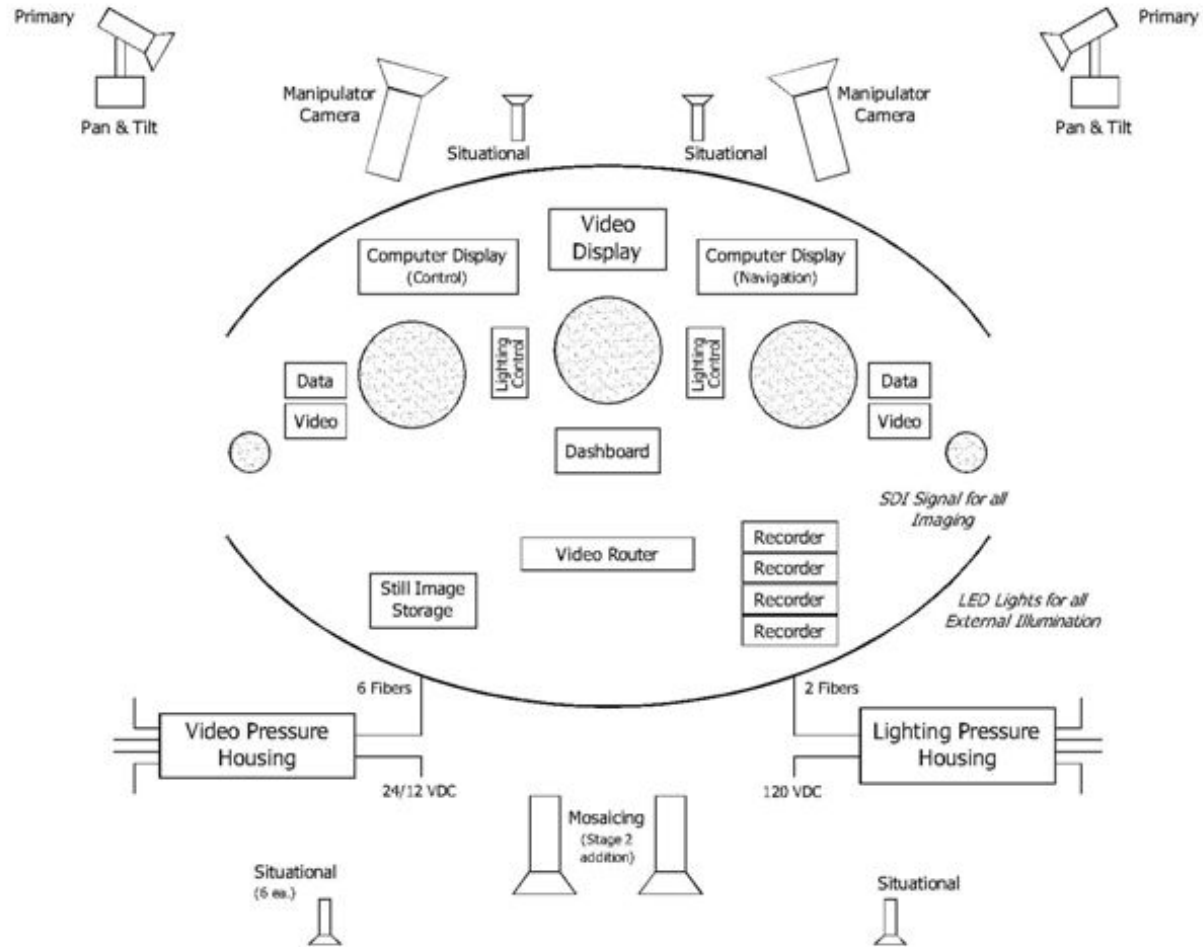 Primary
Primary
Manipulator
Camera
Manipulator
Camera
Pan & Tilt
Pan & Tilt
Situational
Situational
Video
Display
Computer Display
(Control)
Computer Display
(Navigation)
Lighting
Control
Lighting
Control
Data
Video
Data
Video
Dashboard
SDI Signal for all
Imaging
Video Router
Recorder
Recorder
Recorder
Recorder
Still Image
Storage
LED Lights for all
External Illumination
6 Fibers
2 Fibers
Video Pressure
Housing
Lighting Pressure
Housing
24/12 VDC
120 VDC
Mosaicing
(Stage 2
addition)
Situational
(6 ea.)
Situational